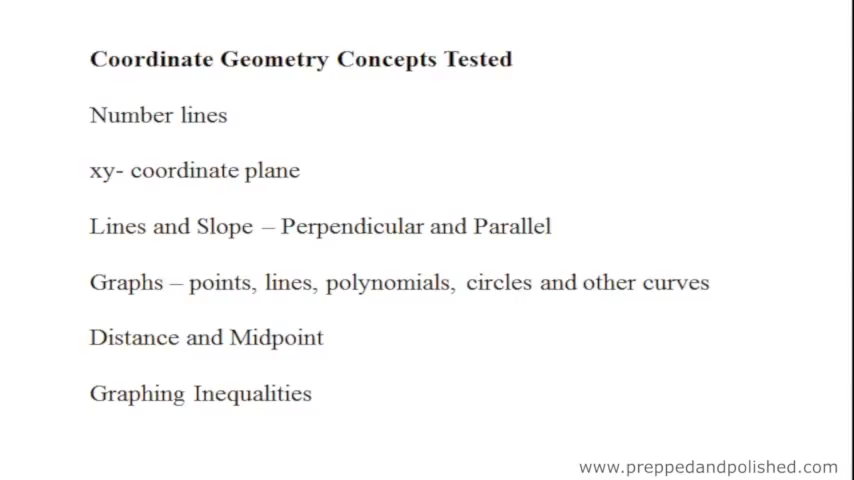 Coordinate Geometry Concepts Tested
Number lines
xy- coordinate plane
Lines and Slope – Perpendicular and Parallel
Graphs – points, lines, polynomials, circles and other curves
Distance and Midpoint
Graphing Inequalities
www.preppedandpolished.com